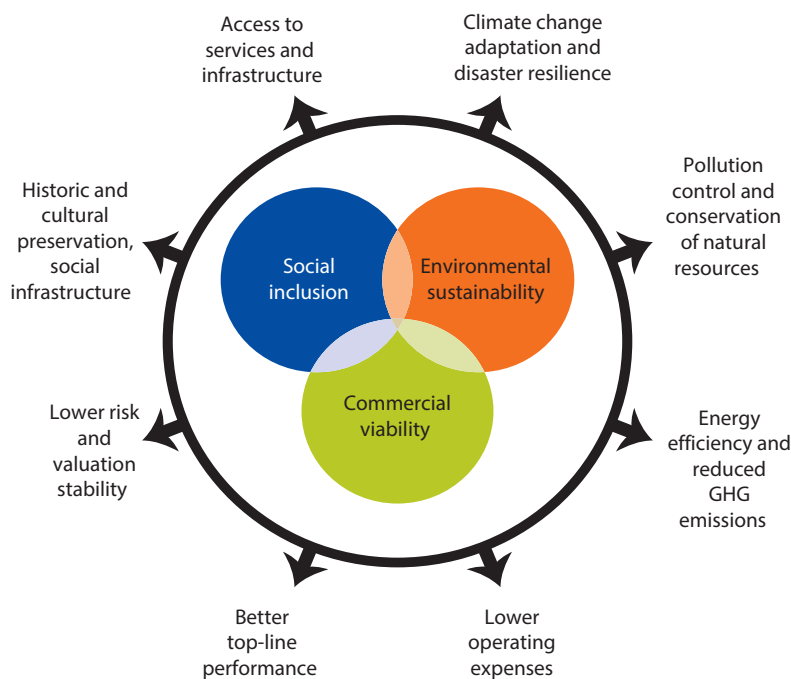 Access to
services and
infrastructure
Climate change
adaptation and
disaster resilience
Historic and
cultural
preservation,
social
infrastructure
Pollution
control and
conservation
of natural
resources
Social
inclusion
Environmental
sustainability
Commercial
viability
Lower risk
and
valuation
stability
Energy
efficiency and
reduced
GHG
emissions
Better
top-line
performance
Lower
operating
expenses